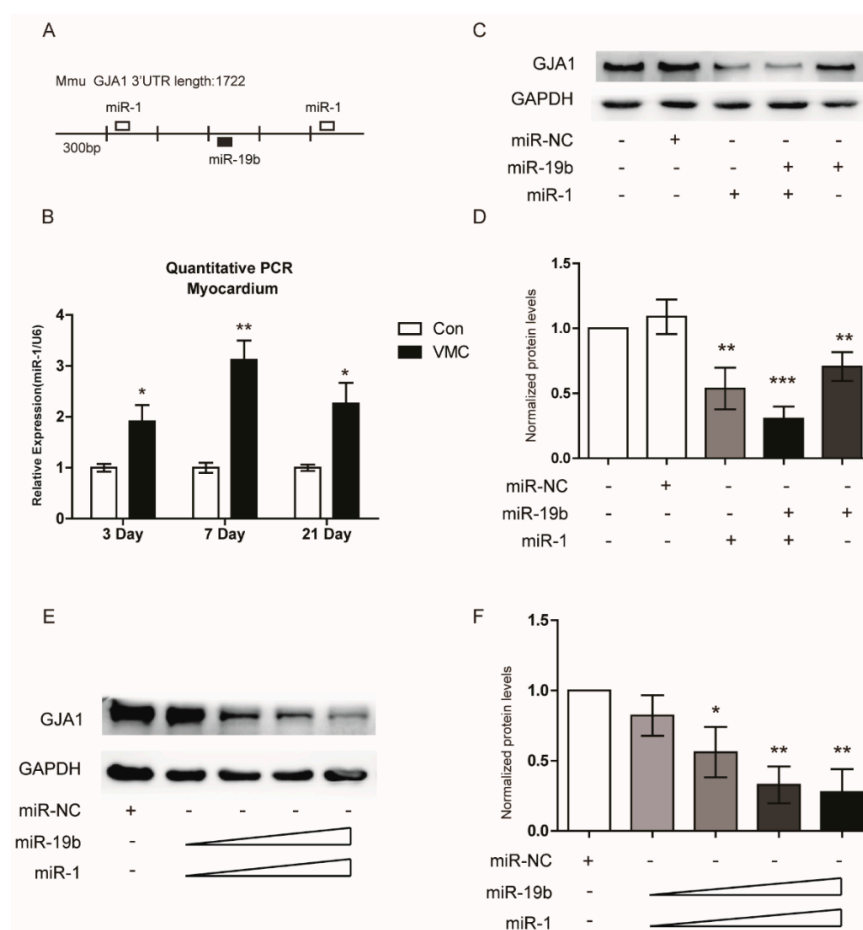 A
Mmu GJA1 3'UTR length:1722
miR-1 miR-1
300bp
miR-19b
B
Quantitative PCR
Myocardium
Relative Expression(miR-1/U6)
4
3
2
1
0
* ** *
3 Day 7 Day 21 Day
Con
VMC
C
GJA1
GAPDH
miR-NC - + - - -
miR-19b - - - + +
miR-1 - - + + -
D
Normalized protein levels
1.5
1.0
0.5
0.0
** *** **
miR-NC - + - - -
miR-19b - - - + +
miR-1 - - + + -
E
GJA1
GAPDH
miR-NC + - - - -
miR-19b -
miR-1 -
F
Normalized protein levels
1.5
1.0
0.5
0.0
* ** **
miR-NC + - - - -
miR-19b -
miR-1 -